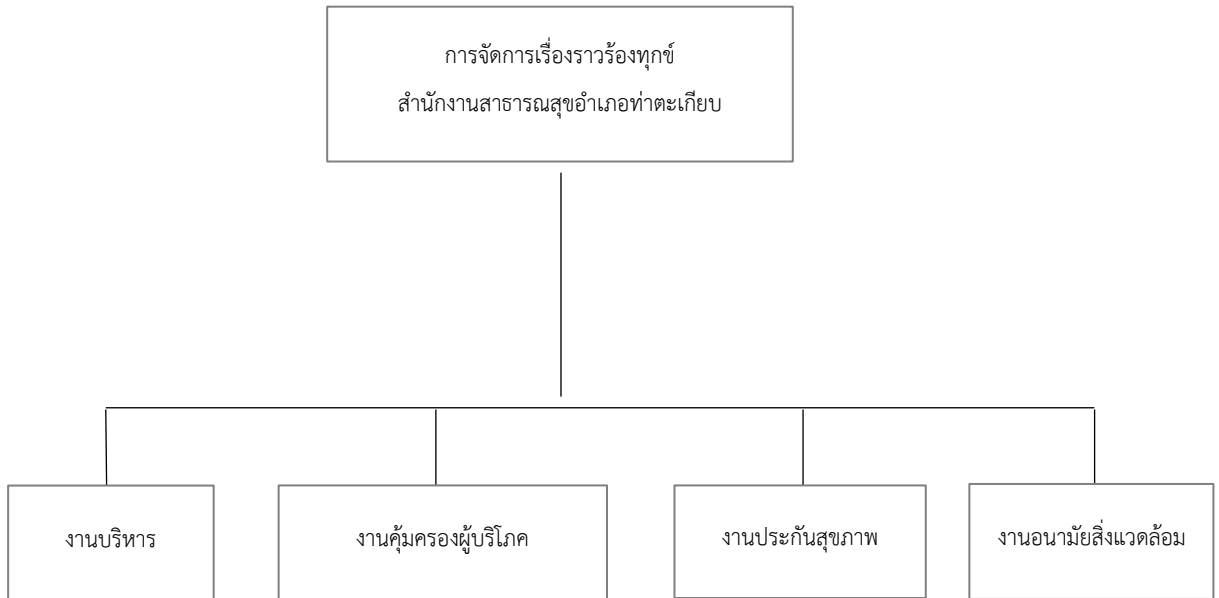 การจัดการเรื่องราวร้องทุกข์
สำนักงานสาธารณสุขอำเภอท่าตะเกียบ
งานบริหาร
งานคุ้มครองผู้บริโภค
งานประกันสุขภาพ
งานอนามัยสิ่งแวดล้อม